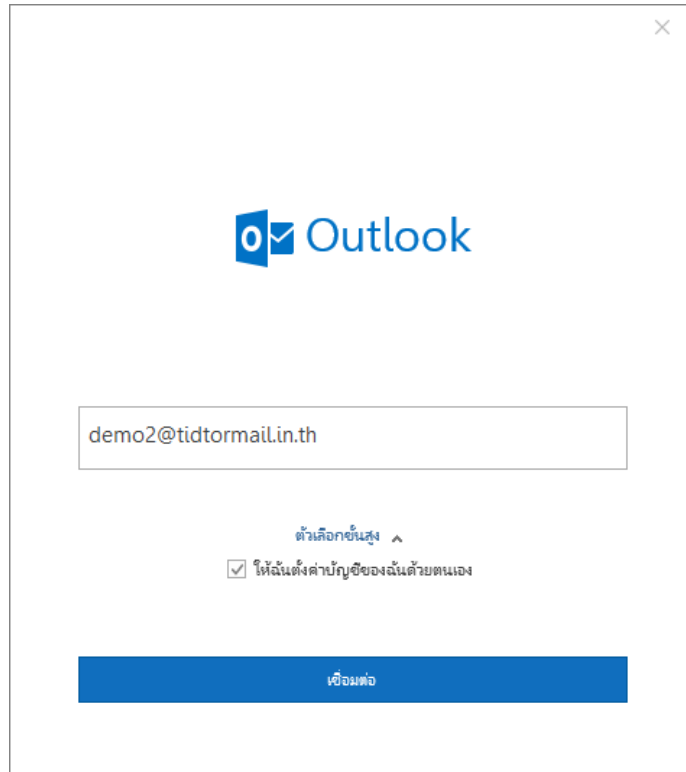 Outlook
demo2@tidtormail.in.th
ตัวเลือกขั้นสูง
ให้ฉันตั้งค่าบัญชีของฉันด้วยตนเอง
เชื่อมต่อ